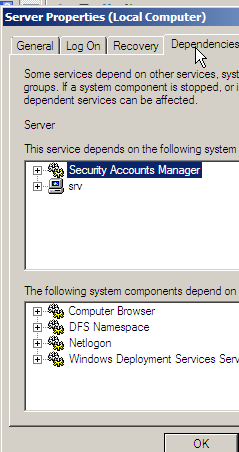 Server Properties (Local Computer)
General
Log On
Recovery
Dependencies
Some services depend on other services, syst
groups. If a system component is stopped, or i
dependent services can be affected.
Server
This service depends on the following system
Security Accounts Manager
srv
The following system components depend on
Computer Browser
DFS Namespace
Netlogon
Windows Deployment Services Serv
OK